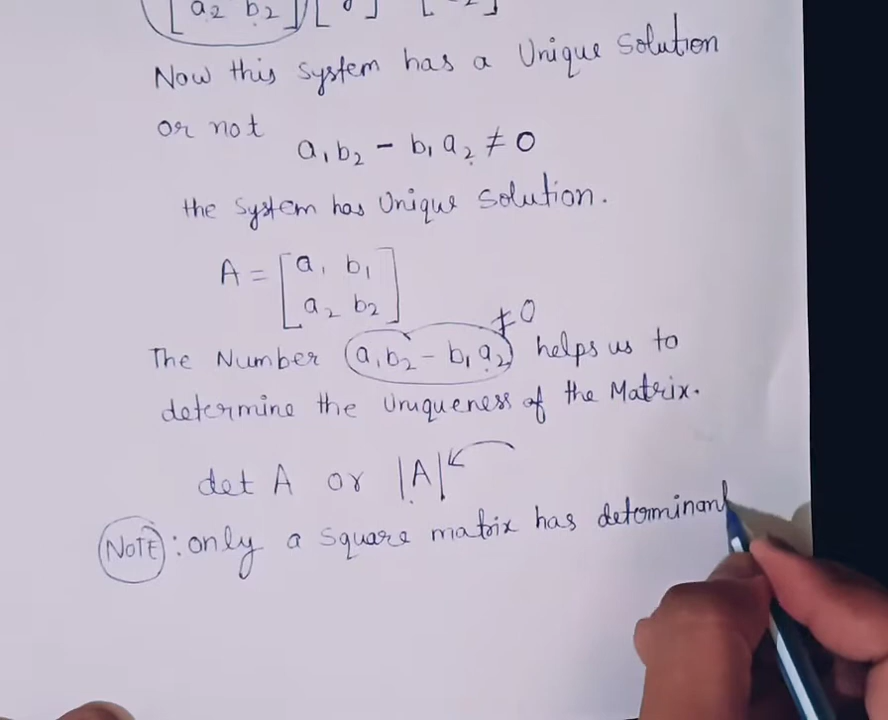 [a₂ b₂]
Now this system has a Unique solution
or not
a₁b₂ - b₁a₂ ≠ 0
the system has Unique solution.
A = [a₁ b₁
a₂ b₂]
≠0
The Number (a₁b₂ - b₁a₂) helps us to
determine the Uniqueness of the Matrix.
det A or |A|
NOTE: only a square matrix has determinant